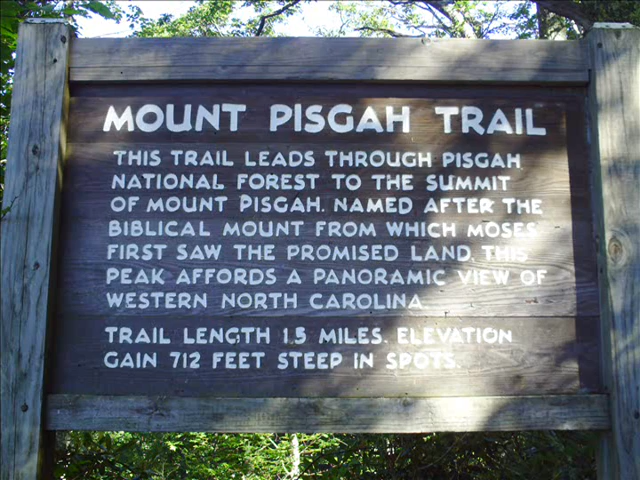 MOUNT PISGAH TRAIL
THIS TRAIL LEADS THROUGH PISGAH
NATIONAL FOREST TO THE SUMMIT
OF MOUNT PISGAH. NAMED AFTER THE
BIBLICAL MOUNT FROM WHICH MOSES
FIRST SAW THE PROMISED LAND, THIS
PEAK AFFORDS A PANORAMIC VIEW OF
WESTERN NORTH CAROLINA.
TRAIL LENGTH 1.5 MILES. ELEVATION
GAIN 712 FEET STEEP IN SPOTS.